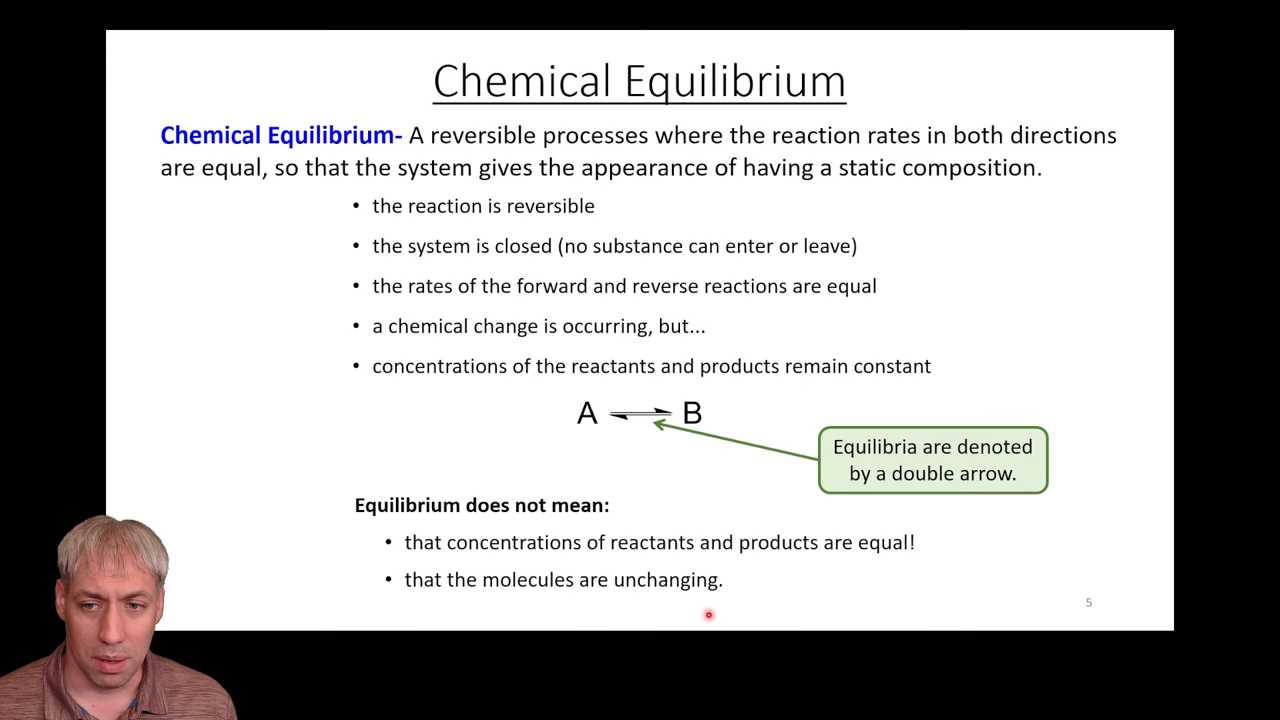 Chemical Equilibrium
Chemical Equilibrium- A reversible processes where the reaction rates in both directions
are equal, so that the system gives the appearance of having a static composition.
• the reaction is reversible
• the system is closed (no substance can enter or leave)
• the rates of the forward and reverse reactions are equal
• a chemical change is occurring, but...
• concentrations of the reactants and products remain constant
A ⇌ B
Equilibria are denoted
by a double arrow.
Equilibrium does not mean:
• that concentrations of reactants and products are equal!
• that the molecules are unchanging.
5